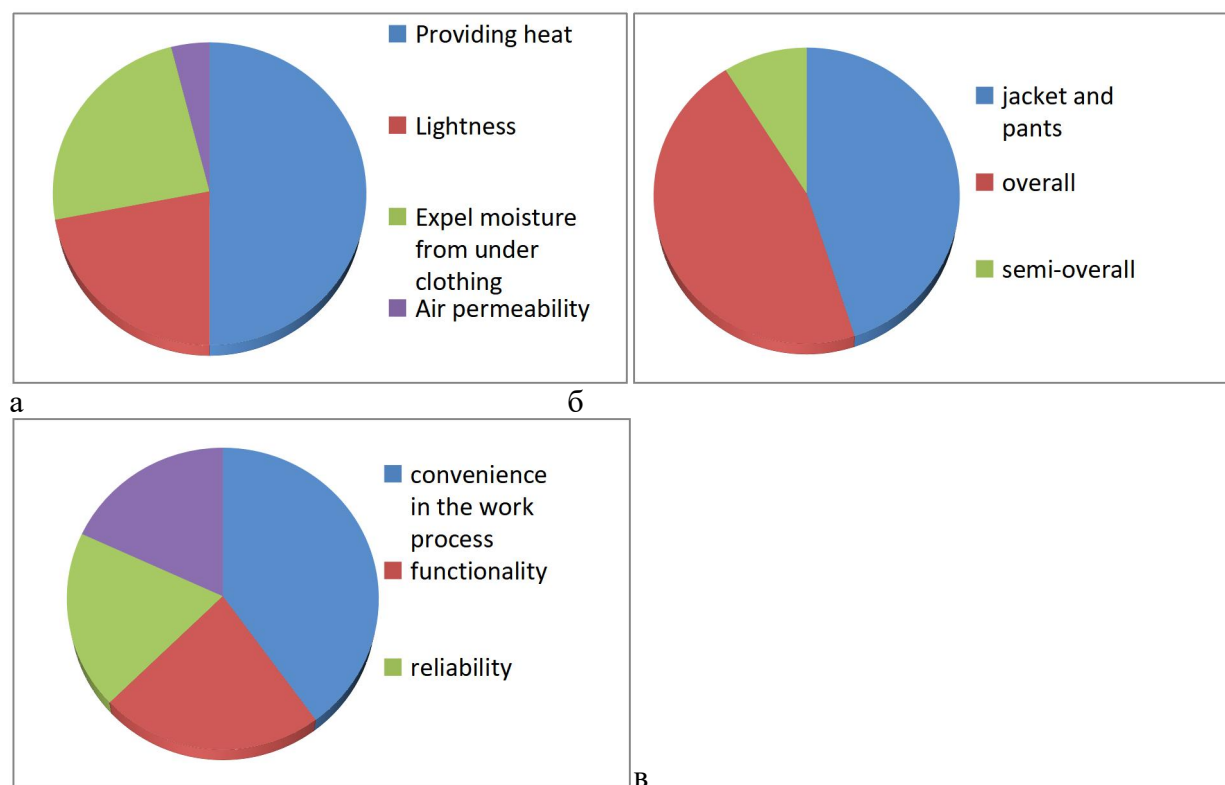 Providing heat
Lightness
Expel moisture
from under
clothing
Air permeability
jacket and
pants
overall
semi-overall
а
б
convenience
in the work
process
functionality
reliability
в